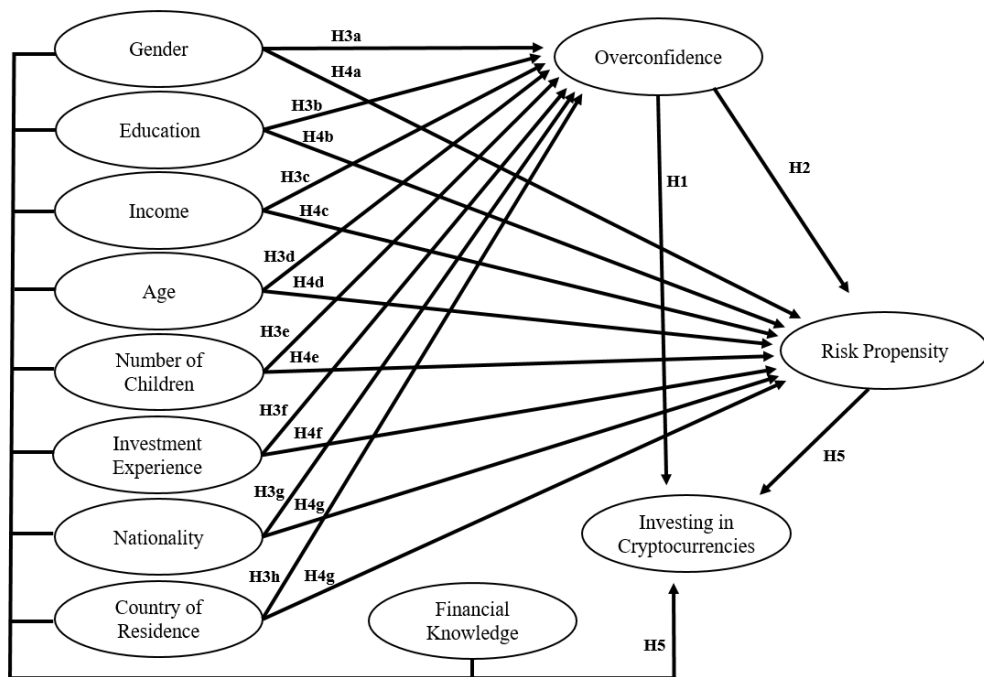 Gender
Education
Income
Age
Number of
Children
Investment
Experience
Nationality
Country of
Residence
H3a
H4a
H3b
H4b
H3c
H4c
H3d
H4d
H3e
H4e
H3f
H4f
H3g
H4g
H3h
H4g
Overconfidence
H1
H2
Risk Propensity
H5
Investing in
Cryptocurrencies
Financial
Knowledge
H5